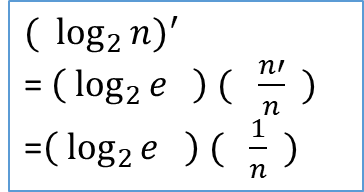 ( log₂ n)′
= ( log₂ e ) ( n′/n )
=( log₂ e ) ( 1/n )